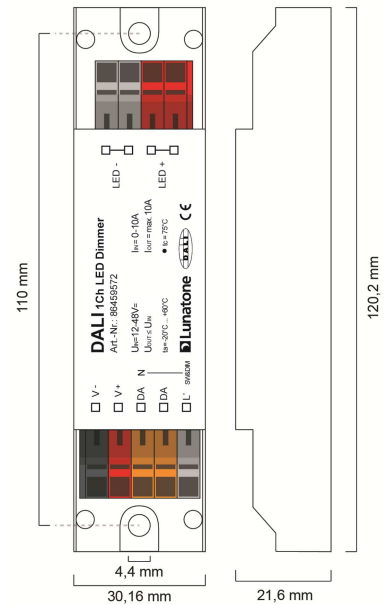 LED -
LED +
DALI 1Ch LED Dimmer
Art.-Nr.: 86459572
UIN=12-48V=
IIN= 0-10A
UOUT ≤ UIN
IOUT = max.10A
ta= -20°C ... +60°C
● tc = 75°C
Lunatone
DALI
CE
V -
V+
DA
DA
L'
N
SW&DIM
110 mm
120,2 mm
4,4 mm
30,16 mm
21,6 mm